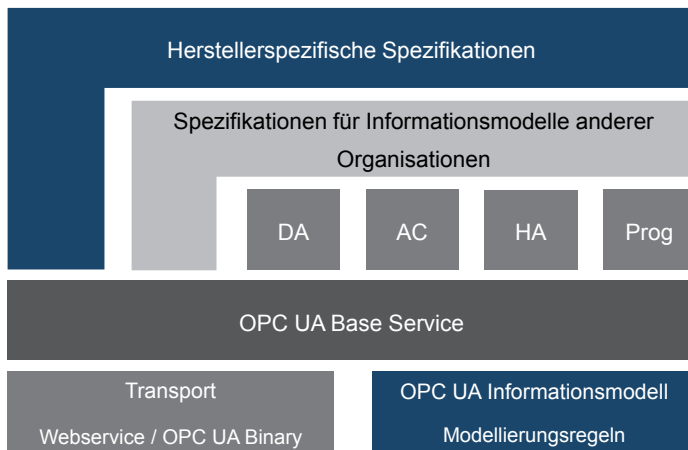 Herstellerspezifische Spezifikationen
Spezifikationen für Informationsmodelle anderer
Organisationen
DA
AC
HA
Prog
OPC UA Base Service
Transport
Webservice / OPC UA Binary
OPC UA Informationsmodell
Modellierungsregeln